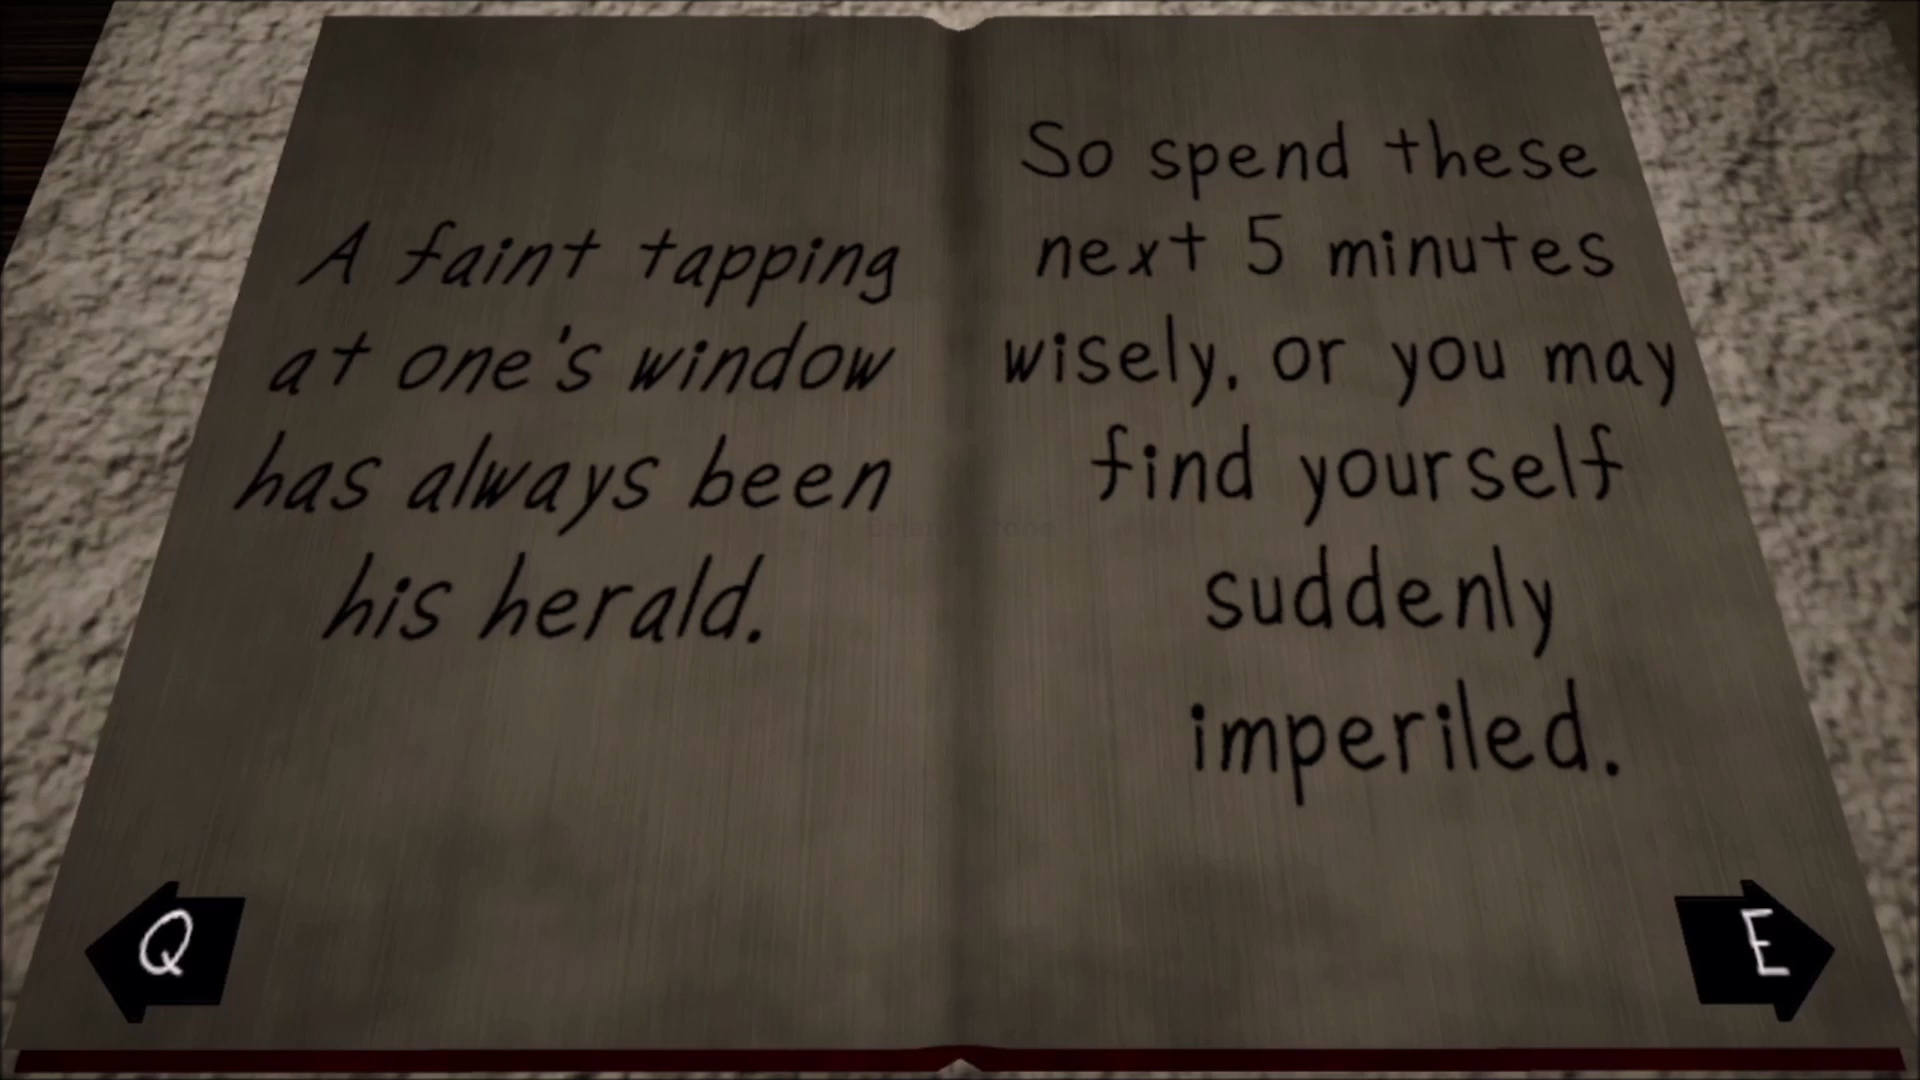 A faint tapping
at one's window
has always been
his herald.
So spend these
next 5 minutes
wisely, or you may
find yourself
suddenly
imperiled.
Q
E